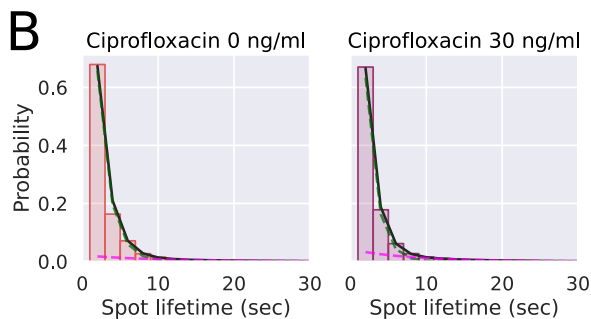 B
Ciprofloxacin 0 ng/ml
Ciprofloxacin 30 ng/ml
Probability
0.6
0.4
0.2
0.0
0 10 20 30
0 10 20 30
Spot lifetime (sec)
Spot lifetime (sec)